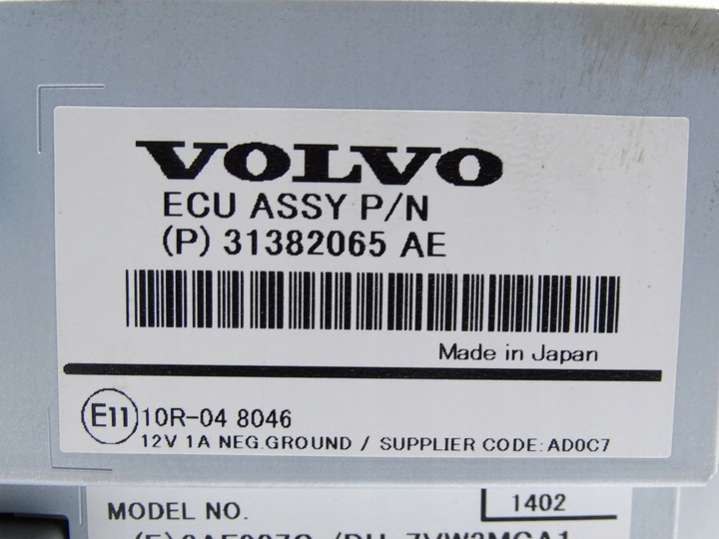 VOLVO
ECU ASSY P/N
(P) 31382065 AE
Made in Japan
E11 10R-04 8046
12V 1A NEG.GROUND / SUPPLIER CODE: AD0C7
MODEL NO. 1402